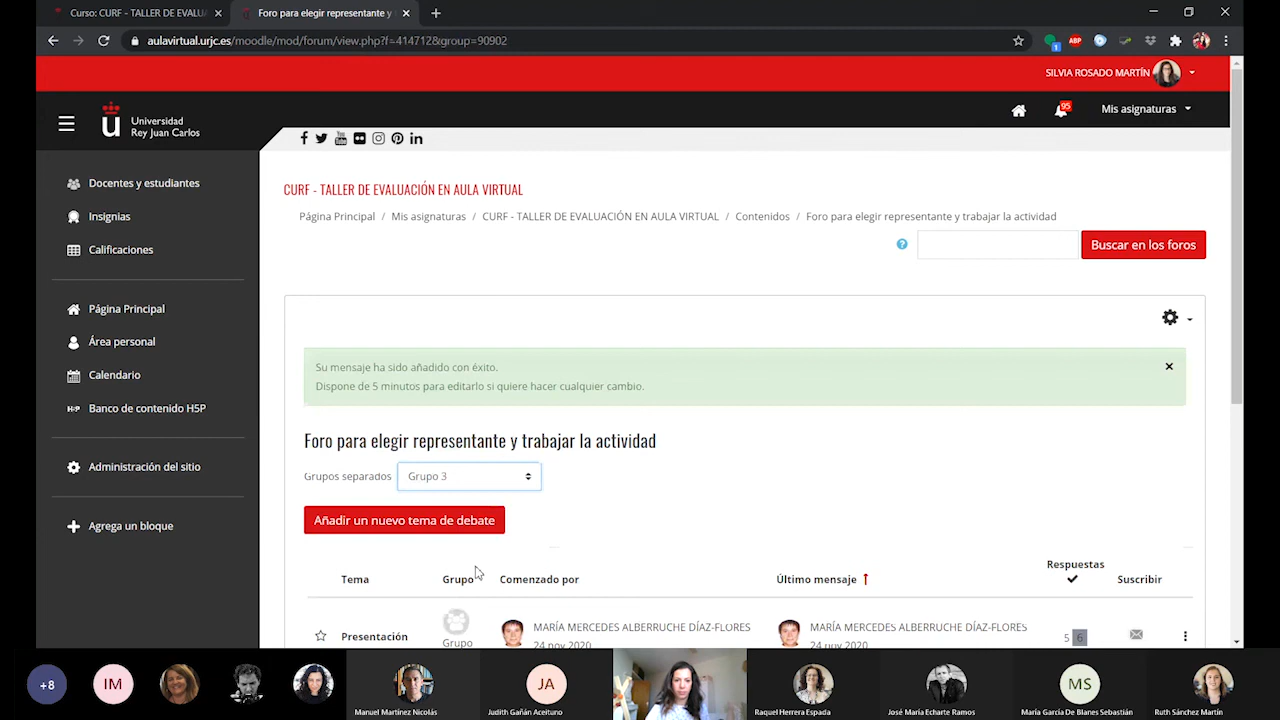 Curso: CURF - TALLER DE EVALUA
Foro para elegir representante y
aulavirtual.urjc.es/moodle/mod/forum/view.php?f=414712&group=90902
1
ABP
SILVIA ROSADO MARTÍN
Universidad
Rey Juan Carlos
95
Mis asignaturas
Docentes y estudiantes
Insignias
Calificaciones
Página Principal
Área personal
Calendario
H5P Banco de contenido H5P
Administración del sitio
Agrega un bloque
CURF - TALLER DE EVALUACIÓN EN AULA VIRTUAL
Página Principal / Mis asignaturas / CURF - TALLER DE EVALUACIÓN EN AULA VIRTUAL / Contenidos / Foro para elegir representante y trabajar la actividad
Buscar en los foros
Su mensaje ha sido añadido con éxito.
Dispone de 5 minutos para editarlo si quiere hacer cualquier cambio.
Foro para elegir representante y trabajar la actividad
Grupos separados Grupo 3
Añadir un nuevo tema de debate
Tema Grupo Comenzado por Último mensaje Respuestas Suscribir
Presentación Grupo MARÍA MERCEDES ALBERRUCHE DÍAZ-FLORES MARÍA MERCEDES ALBERRUCHE DÍAZ-FLORES 5 6
24 nov 2020 24 nov 2020
+8
IM
Manuel Martínez Nicolás
JA
Judith Gañán Aceituno
Raquel Herrera Espada
José María Echarte Ramos
MS
María García De Blanes Sebastián
Ruth Sánchez Martín